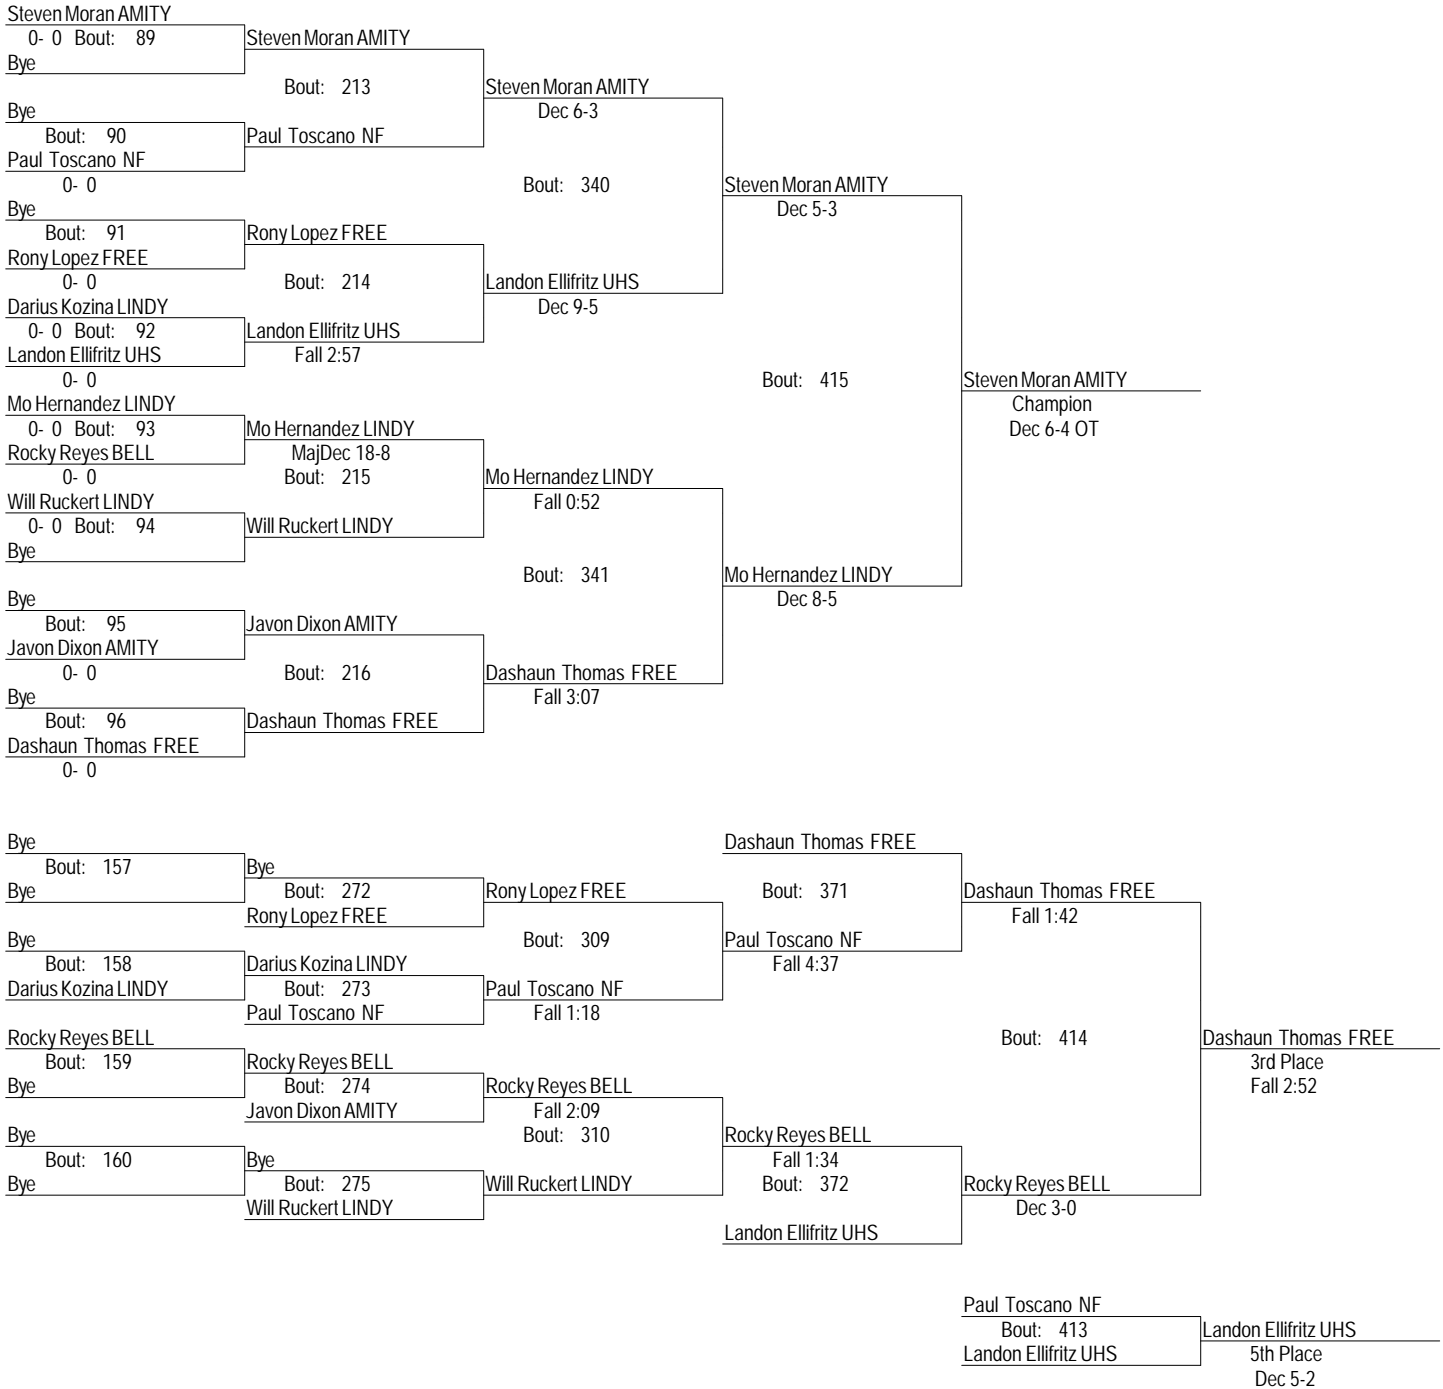 Steven Moran AMITY
0- 0 Bout: 89 Steven Moran AMITY
Bye
Bout: 213 Steven Moran AMITY
Bye Dec 6-3
Bout: 90 Paul Toscano NF
Paul Toscano NF
0- 0 Bout: 340 Steven Moran AMITY
Bye Dec 5-3
Bout: 91 Rony Lopez FREE
Rony Lopez FREE
0- 0 Bout: 214 Landon Ellifritz UHS
Darius Kozina LINDY Dec 9-5
0- 0 Bout: 92 Landon Ellifritz UHS
Landon Ellifritz UHS Fall 2:57
0- 0 Bout: 415 Steven Moran AMITY
Mo Hernandez LINDY Champion
0- 0 Bout: 93 Mo Hernandez LINDY Dec 6-4 OT
Rocky Reyes BELL MajDec 18-8
0- 0 Bout: 215 Mo Hernandez LINDY
Will Ruckert LINDY Fall 0:52
0- 0 Bout: 94 Will Ruckert LINDY
Bye
Bout: 341 Mo Hernandez LINDY
Bye Dec 8-5
Bout: 95 Javon Dixon AMITY
Javon Dixon AMITY
0- 0 Bout: 216 Dashaun Thomas FREE
Bye Fall 3:07
Bout: 96 Dashaun Thomas FREE
Dashaun Thomas FREE
0- 0
Bye Dashaun Thomas FREE
Bout: 157 Bye
Bye Bout: 272 Rony Lopez FREE Bout: 371 Dashaun Thomas FREE
Rony Lopez FREE Fall 1:42
Bye Bout: 309 Paul Toscano NF
Bout: 158 Darius Kozina LINDY Fall 4:37
Darius Kozina LINDY Bout: 273 Paul Toscano NF
Paul Toscano NF Fall 1:18
Rocky Reyes BELL Bout: 414 Dashaun Thomas FREE
Bout: 159 Rocky Reyes BELL 3rd Place
Bye Bout: 274 Rocky Reyes BELL Fall 2:52
Javon Dixon AMITY Fall 2:09
Bye Bout: 310 Rocky Reyes BELL
Bout: 160 Bye Fall 1:34
Bye Bout: 275 Will Ruckert LINDY Bout: 372 Rocky Reyes BELL
Will Ruckert LINDY Dec 3-0
Landon Ellifritz UHS
Paul Toscano NF
Bout: 413 Landon Ellifritz UHS
Landon Ellifritz UHS 5th Place
Dec 5-2